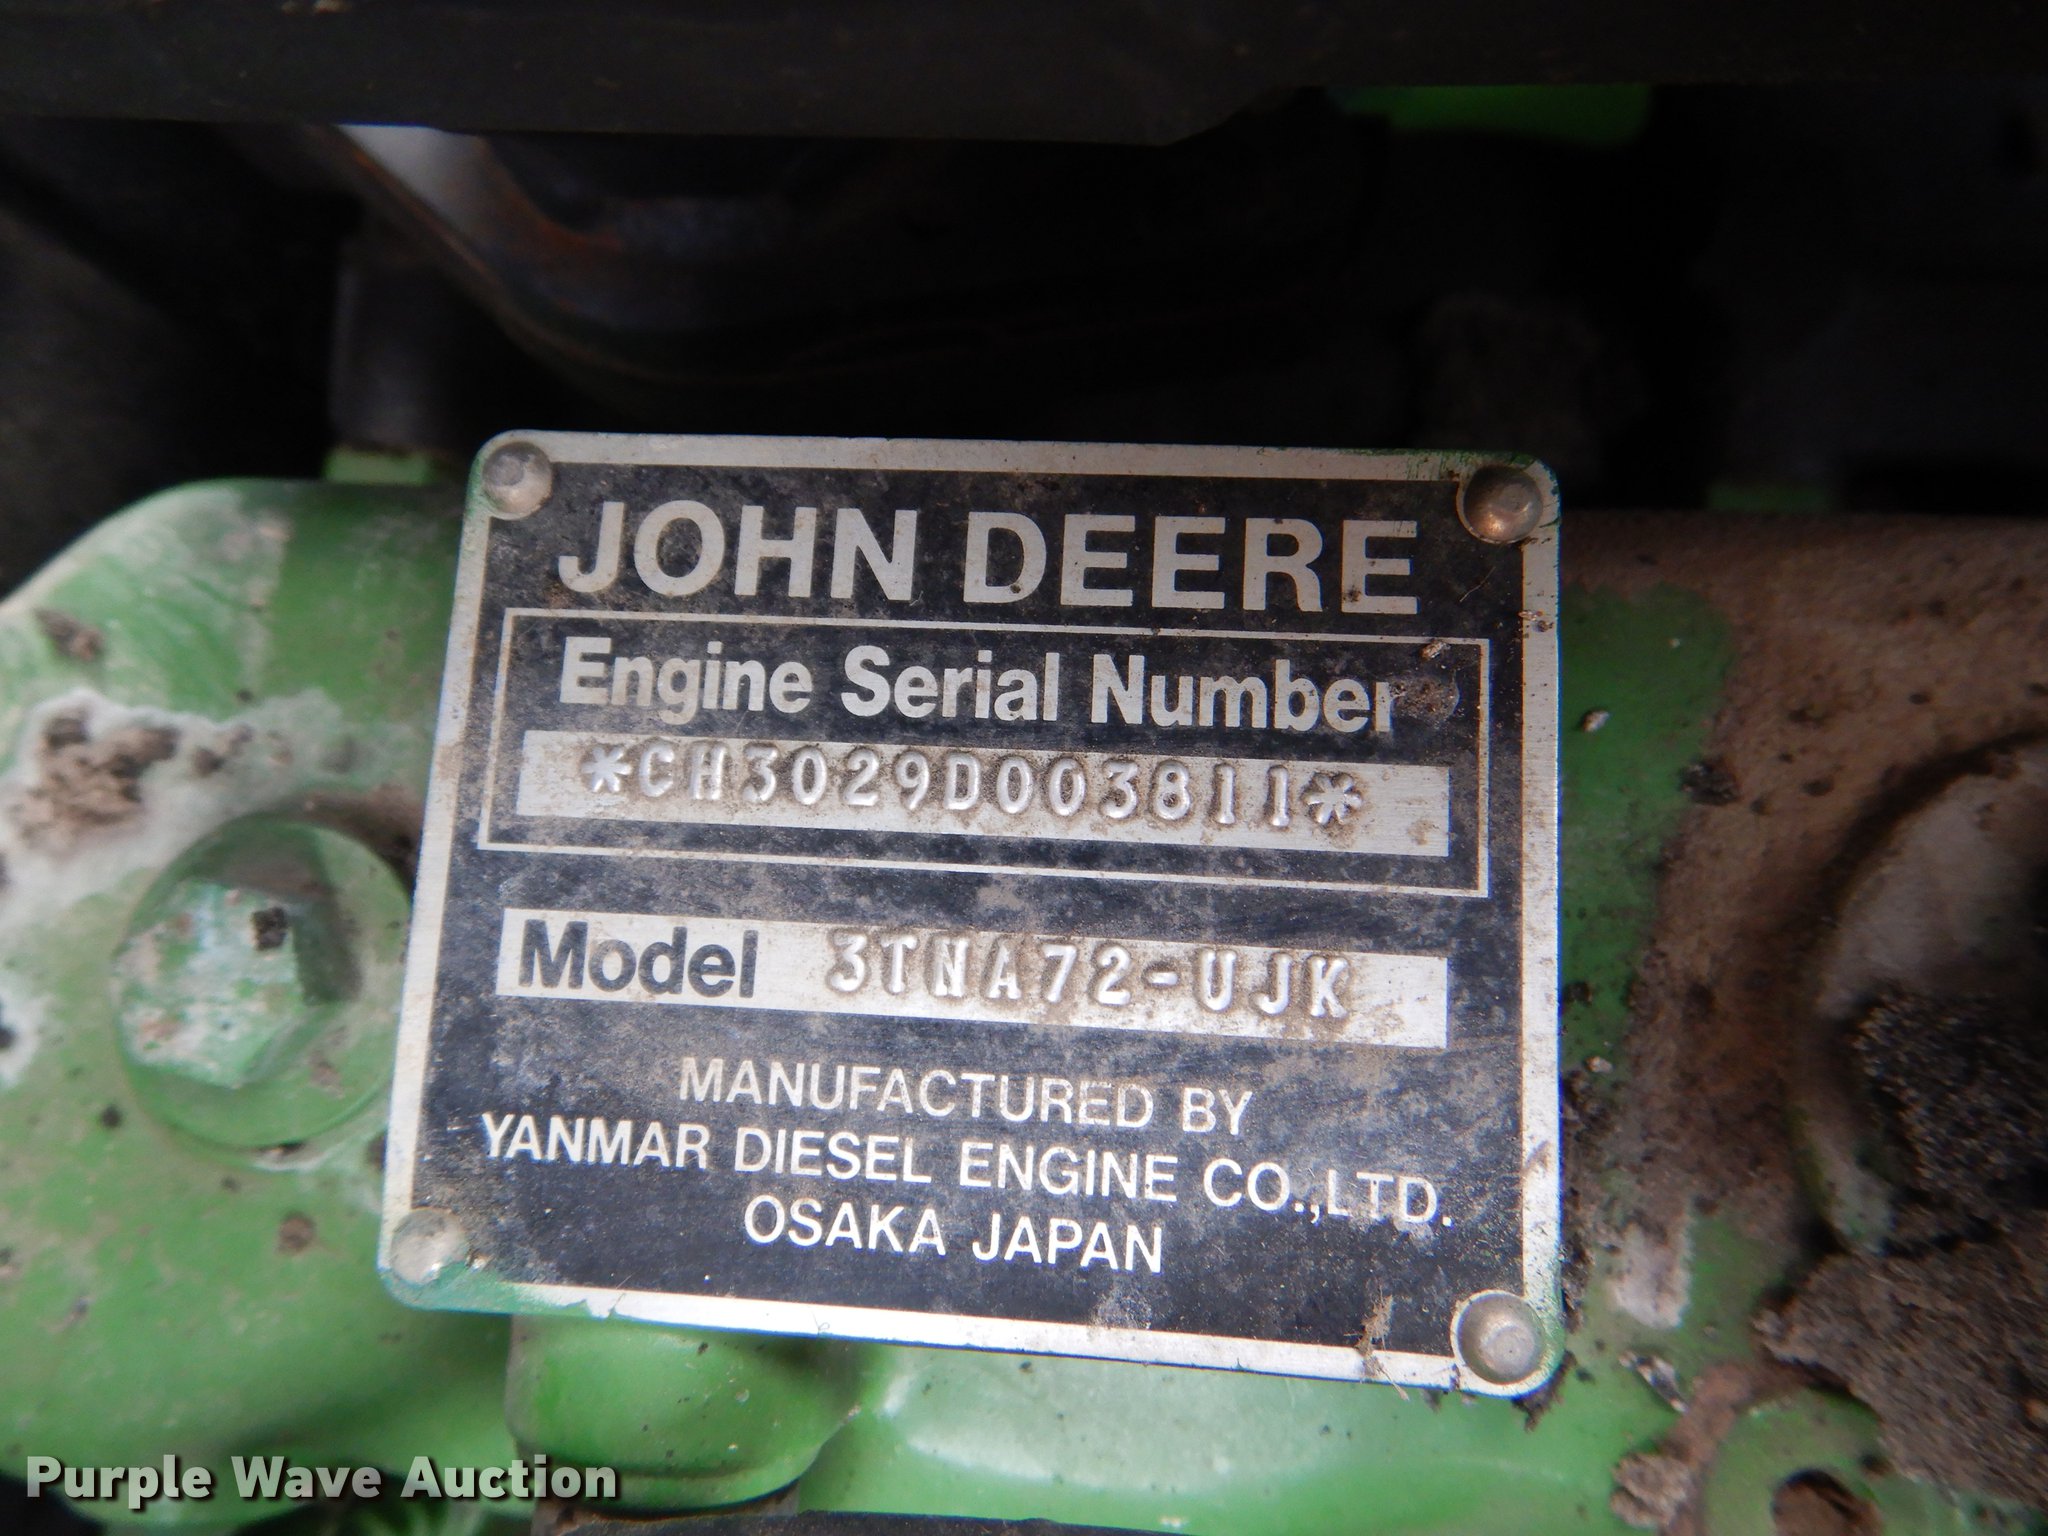 JOHN DEERE
Engine Serial Number
*CH3029D003811*
Model 3TNA72-UJK
MANUFACTURED BY
YANMAR DIESEL ENGINE CO.,LTD.
OSAKA JAPAN
Purple Wave Auction